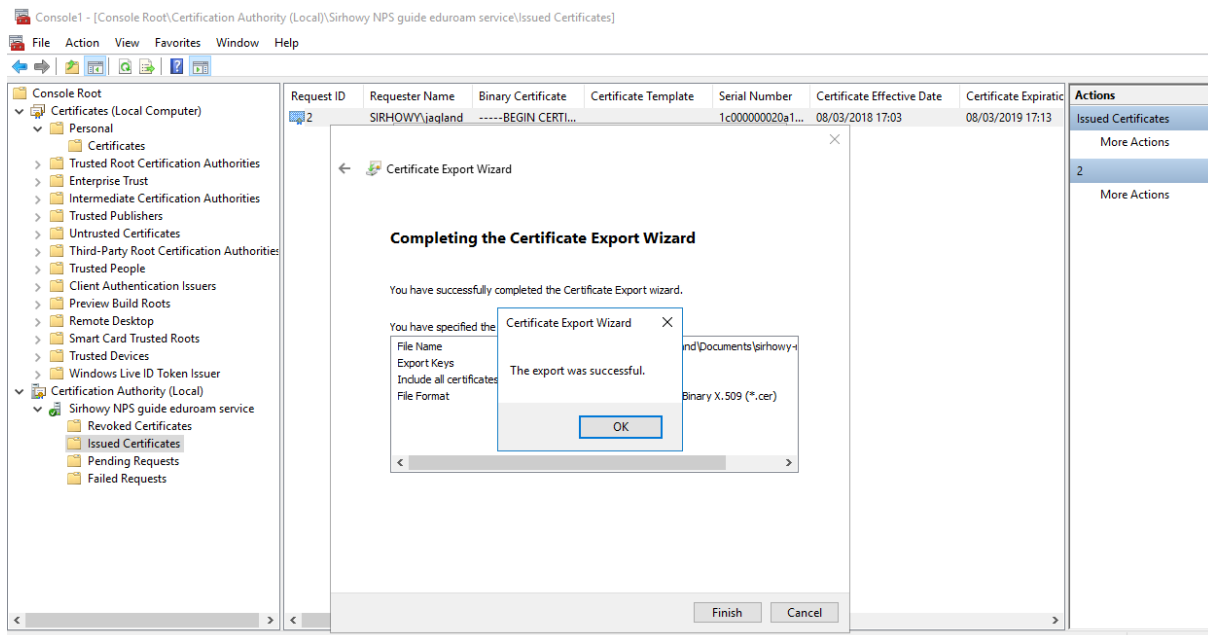 Console1 - [Console Root\Certification Authority (Local)\Sirhowy NPS guide eduroam service\Issued Certificates]
File Action View Favorites Window Help
Console Root
Certificates (Local Computer)
Personal
Certificates
Trusted Root Certification Authorities
Enterprise Trust
Intermediate Certification Authorities
Trusted Publishers
Untrusted Certificates
Third-Party Root Certification Authorities
Trusted People
Client Authentication Issuers
Preview Build Roots
Remote Desktop
Smart Card Trusted Roots
Trusted Devices
Windows Live ID Token Issuer
Certification Authority (Local)
Sirhowy NPS guide eduroam service
Revoked Certificates
Issued Certificates
Pending Requests
Failed Requests
Request ID Requester Name Binary Certificate Certificate Template Serial Number Certificate Effective Date Certificate Expiratic
2 SIRHOWY\jagland -----BEGIN CERTI... 1c000000020a1... 08/03/2018 17:03 08/03/2019 17:13
Certificate Export Wizard
Completing the Certificate Export Wizard
You have successfully completed the Certificate Export wizard.
You have specified the
File Name and\Documents\sirhowy-
Export Keys
Include all certificates
File Format Binary X.509 (*.cer)
Certificate Export Wizard
The export was successful.
OK
Finish Cancel
Actions
Issued Certificates
More Actions
2
More Actions